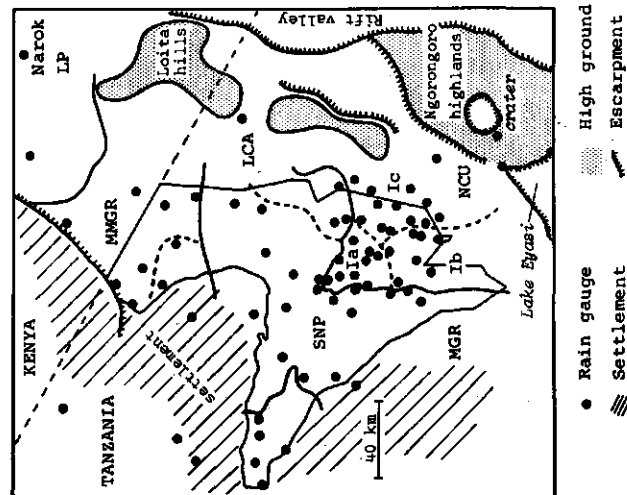 KENYA
TANZANIA
Narok
LP
Loita
hills
Rift valley
MMGR
LCA
settlement
Ngorongoro
highlands
crater
SNP
Ia
Ic
Ib
NCU
MGR
Lake Eyasi
40 km
Rain gauge
High ground
Settlement
Escarpment